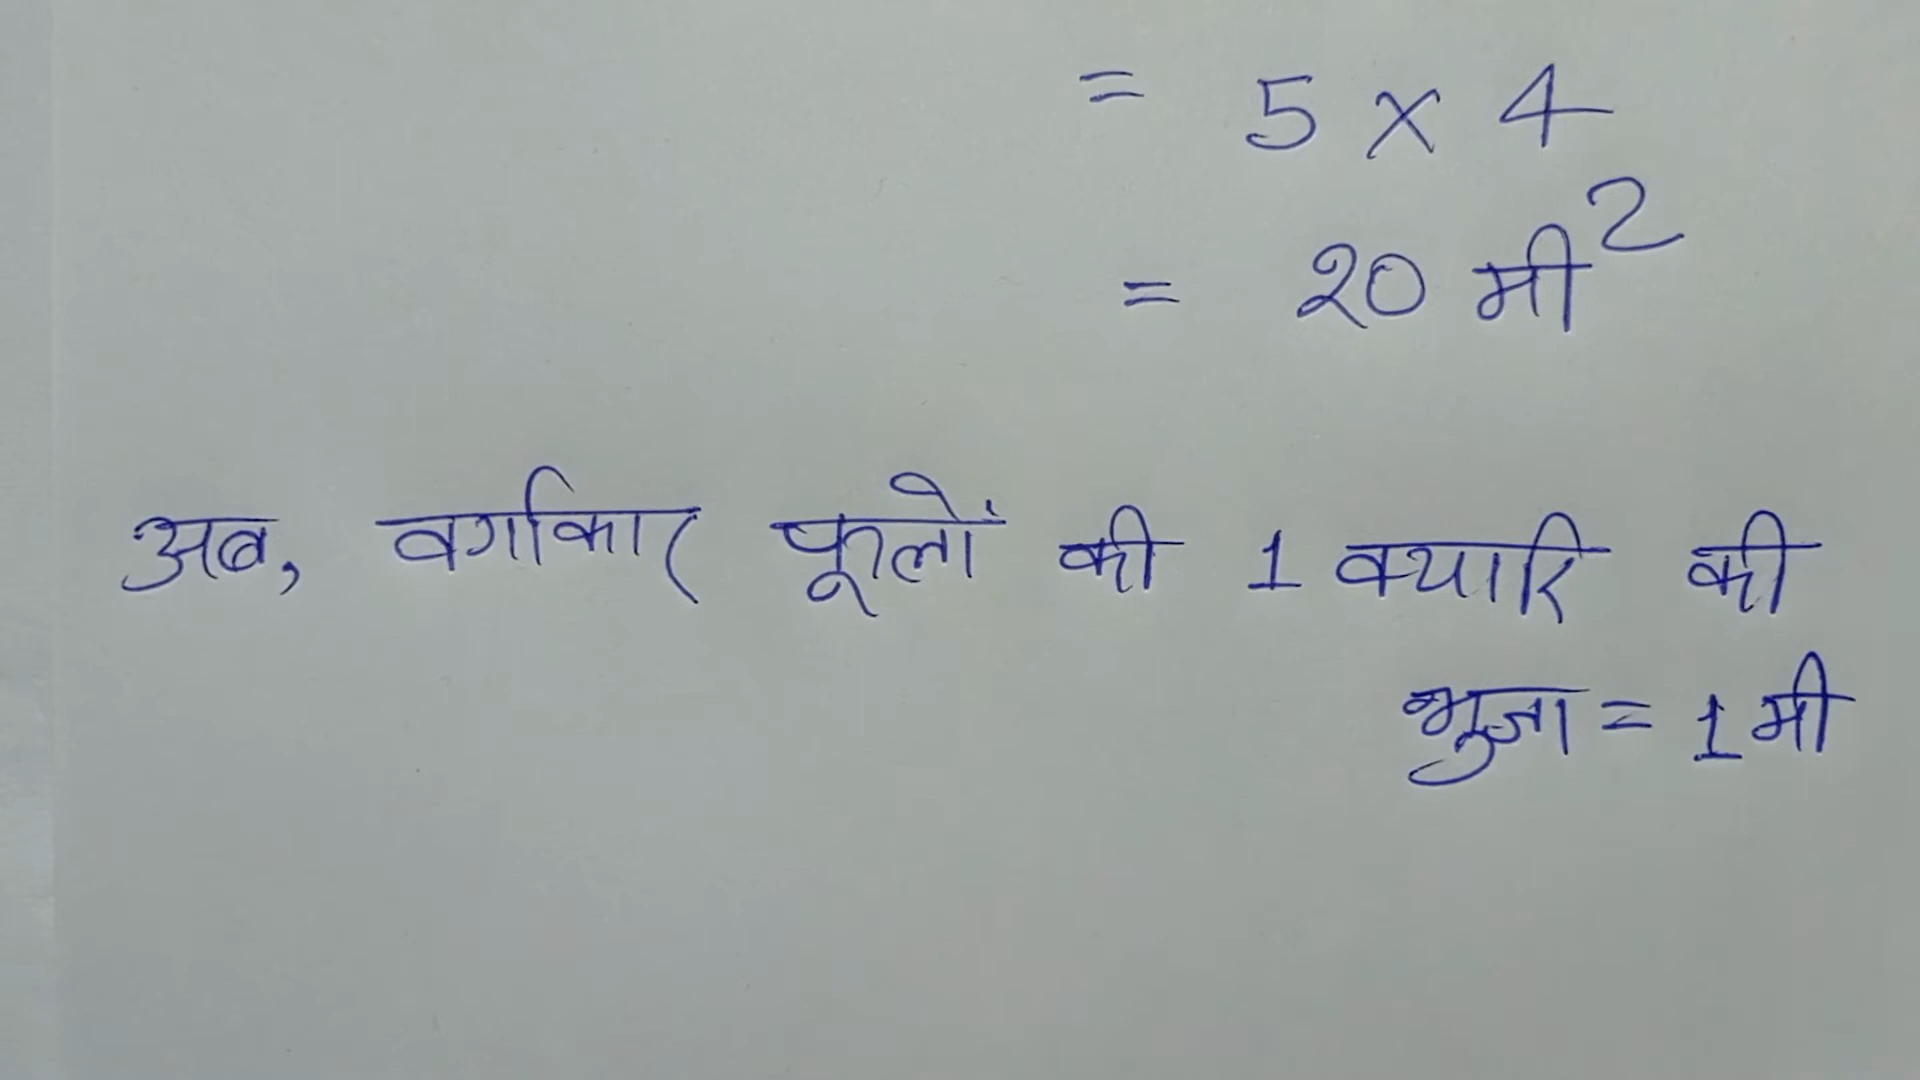 = 5 × 4
= 20 मी²
अब, वर्गाकार फूलों की 1 क्यारि की
भुजा = 1 मी